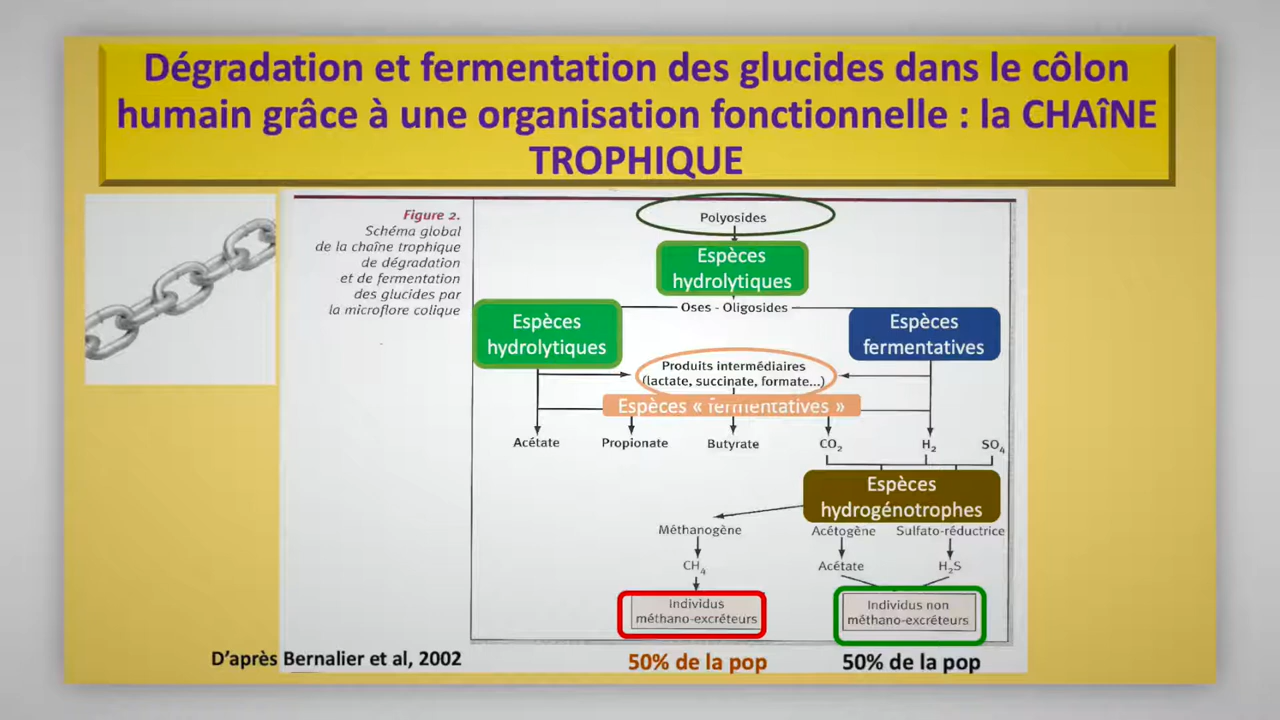 Dégradation et fermentation des glucides dans le côlon
humain grâce à une organisation fonctionnelle : la CHAîNE
TROPHIQUE
Figure 2.
Schéma global
de la chaîne trophique
de dégradation
et de fermentation
des glucides par
la microflore colique
Polyosides
Espèces
hydrolytiques
Oses - Oligosides
Espèces
hydrolytiques
Espèces
fermentatives
Produits intermédiaires
(lactate, succinate, formate...)
Espèces « fermentatives »
Acétate Propionate Butyrate CO₂ H₂ SO₄
Espèces
hydrogénotrophes
Méthanogène Acétogène Sulfato-réductrice
CH₄ Acétate H₂S
Individus
méthano-excréteurs
Individus non
méthano-excréteurs
D'après Bernalier et al, 2002
50% de la pop 50% de la pop